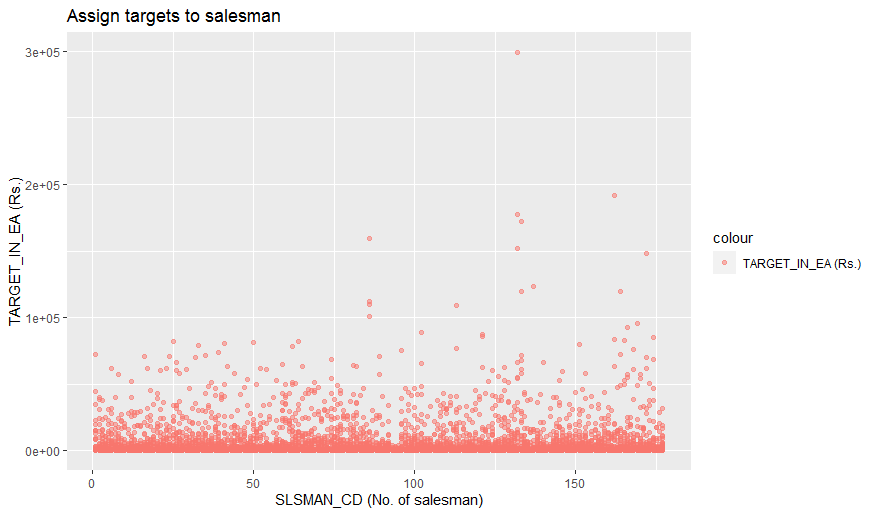 Assign targets to salesman
TARGET_IN_EA (Rs.)
3e+05
2e+05
1e+05
0e+00
0
50
100
150
SLSMAN_CD (No. of salesman)
colour
TARGET_IN_EA (Rs.)